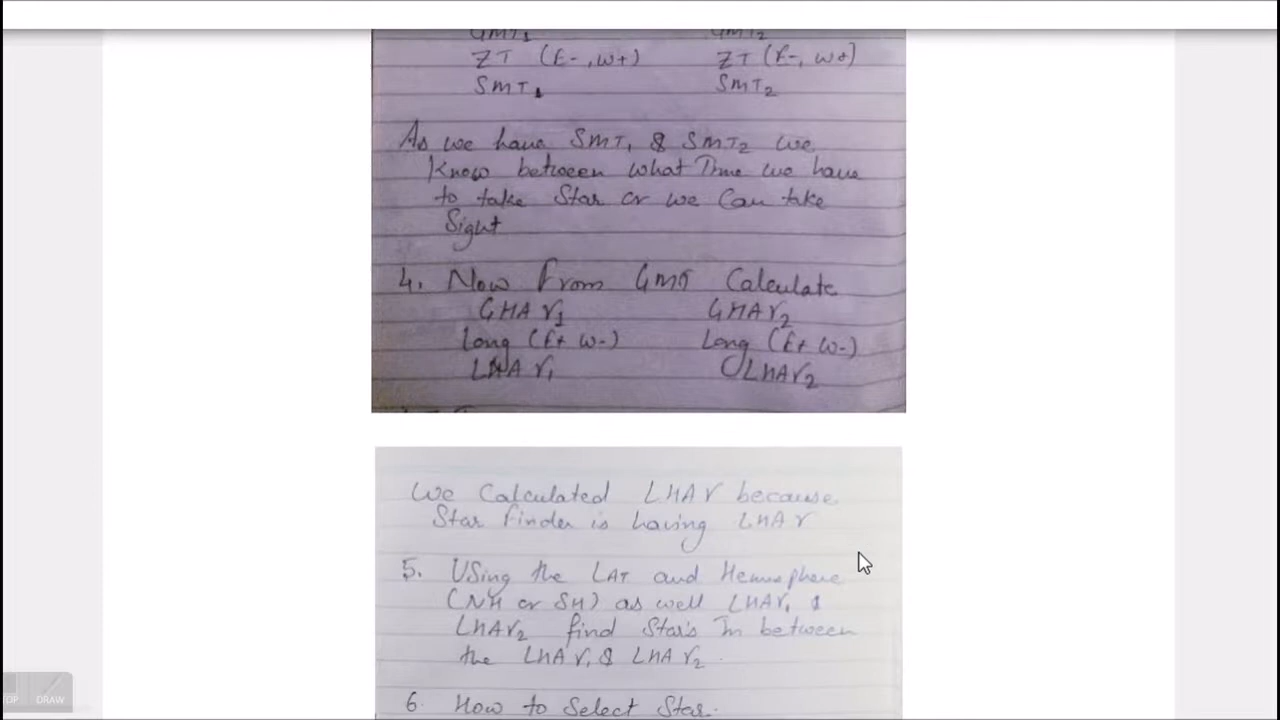 GMT1 GMT2
ZT (E-, W+) ZT (E-, W+)
SMT1 SMT2
As we have SMT1 & SMT2 we
Know between what Time we have
to take Star or we Can take
Sight
4. Now From GMT Calculate
GHA γ1 GHA γ2
Long (E+ W-) Long (E+ W-)
LHA γ1 LHA γ2
We Calculated LHA γ because
Star finder is having LHA γ
5. Using the LAT and Hemisphere
(NH or SH) as well LHA γ1 &
LHA γ2 find Star's In between
the LHA γ1 & LHA γ2.
6. How to Select Star.
TOP DRAW